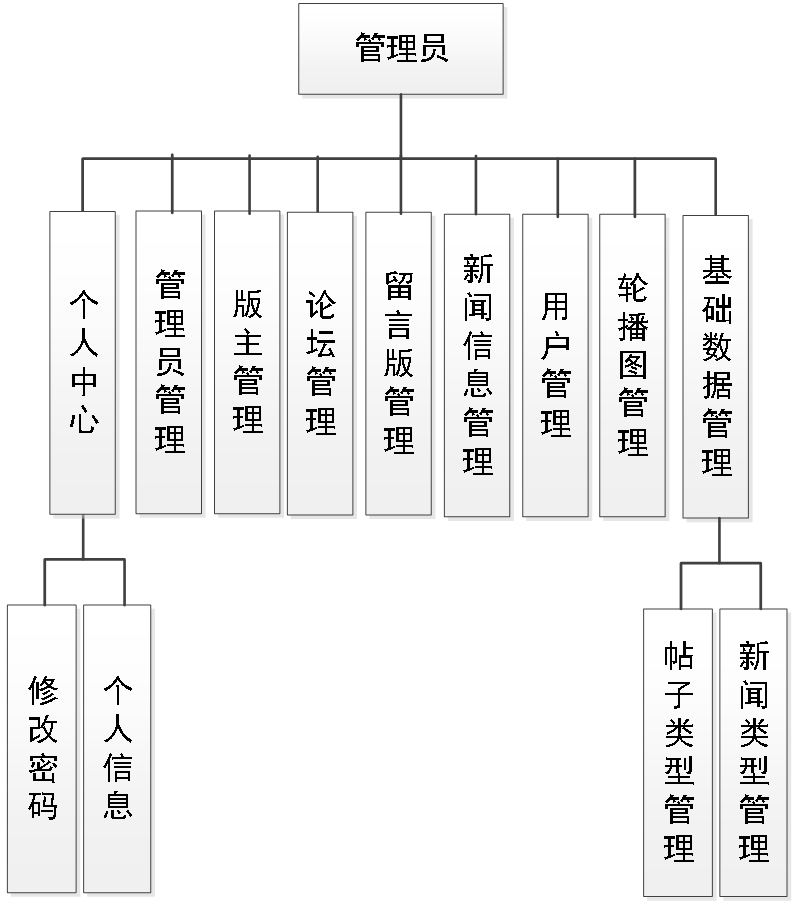 管理员
个人中心
管理员管理
版主管理
论坛管理
留言版管理
新闻信息管理
用户管理
轮播图管理
基础数据管理
修改密码
个人信息
帖子类型管理
新闻类型管理